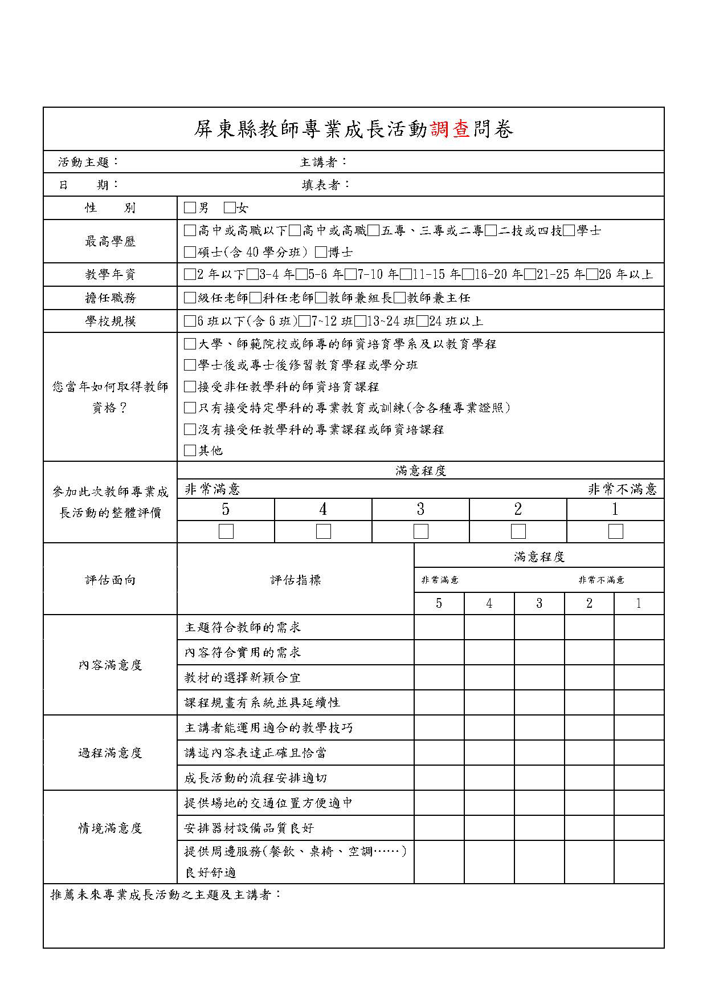 屏東縣教師專業成長活動調查問卷
活動主題： 主講者：
日　　期： 填表者：
性　　別 □男 □女
最高學歷
□高中或高職以下□高中或高職□五專、三專或二專□二技或四技□學士
□碩士(含 40 學分班) □博士
教學年資 □2 年以下□3-4 年□5-6 年□7-10 年□11-15 年□16-20 年□21-25 年□26 年以上
擔任職務 □級任老師□科任老師□教師兼組長□教師兼主任
學校規模 □6 班以下(含 6 班)□7~12 班□13~24 班□24 班以上
您當年如何取得教師
資格？
□大學、師範院校或師專的師資培育學系及以教育學程
□學士後或專士後修習教育學程或學分班
□接受非任教學科的師資培育課程
□只有接受特定學科的專業教育或訓練(含各種專業證照)
□沒有接受任教學科的專業課程或師資培課程
□其他
參加此次教師專業成
長活動的整體評價
滿意程度
非常滿意 非常不滿意
5 4 3 2 1
□ □ □ □ □
評估面向 評估指標 滿意程度
非常滿意 非常不滿意
5 4 3 2 1
內容滿意度
主題符合教師的需求
內容符合實用的需求
教材的選擇新穎合宜
課程規畫有系統並具延續性
過程滿意度
主講者能運用適合的教學技巧
講述內容表達正確且恰當
成長活動的流程安排適切
情境滿意度
提供場地的交通位置方便適中
安排器材設備品質良好
提供周邊服務(餐飲、桌椅、空調……)
良好舒適
推薦未來專業成長活動之主題及主講者：